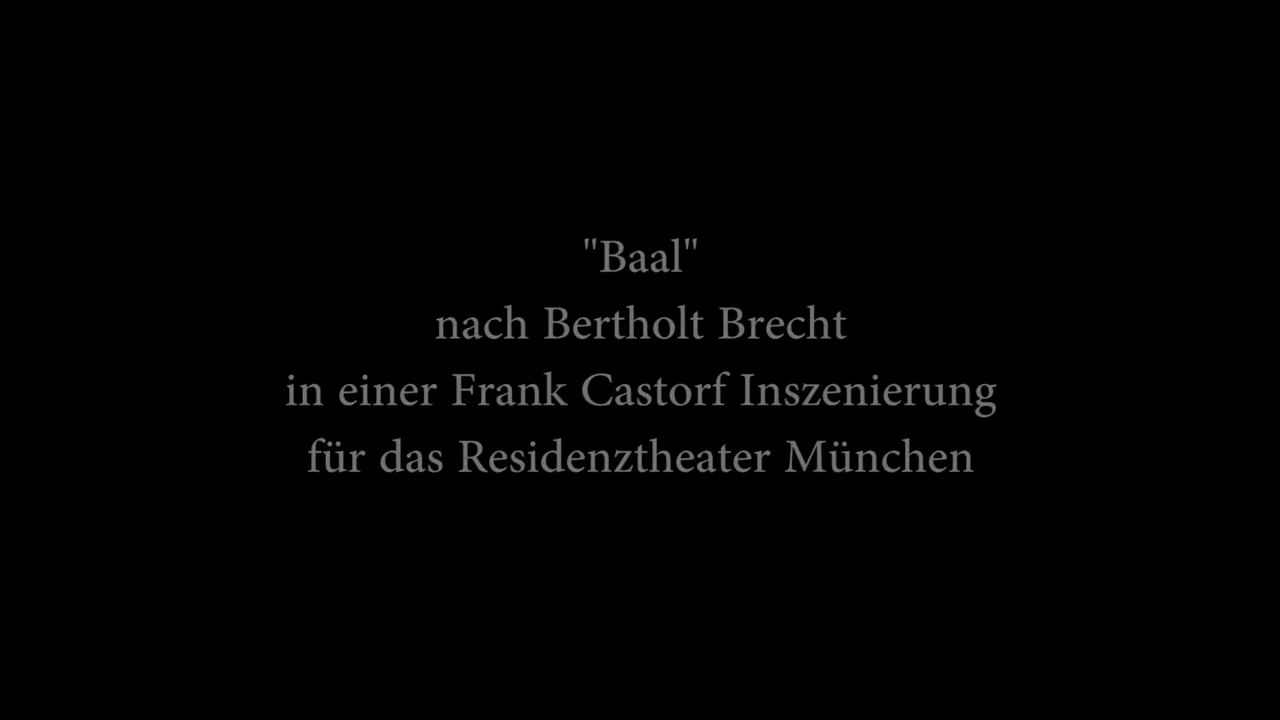 "Baal"
nach Bertholt Brecht
in einer Frank Castorf Inszenierung
für das Residenztheater München